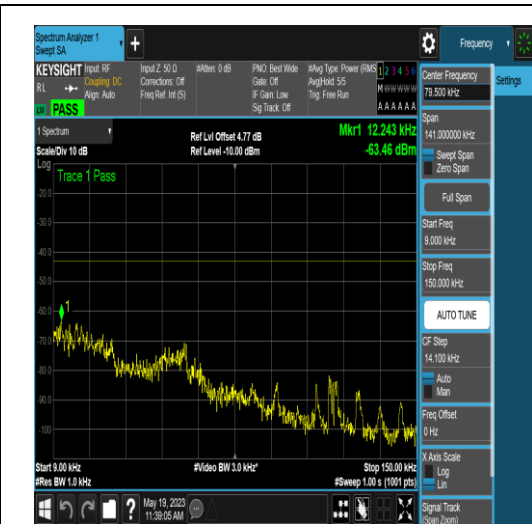 Spectrum Analyzer 1
Swept SA
Frequency
KEYSIGHT
RL
PASS
Input: RF
Coupling: DC
Align: Auto
Input Z: 50 Ω
Corrections: Off
Freq Ref: Int (S)
#Atten: 0 dB
PNO: Best Wide
Gate: Off
IF Gain: Low
Sig Track: Off
#Avg Type: Power (RMS
Avg|Hold: 5/5
Trig: Free Run
1 2 3 4 5 6
M W W W W W
A A A A A A
1 Spectrum
Scale/Div 10 dB
Log
Ref Lvl Offset 4.77 dB
Ref Level -10.00 dBm
Mkr1 12.243 kHz
-63.46 dBm
Trace 1 Pass
-20.0
-30.0
-40.0
-50.0
-60.0
-70.0
-80.0
-90.0
-100
1
Start 9.00 kHz
#Res BW 1.0 kHz
#Video BW 3.0 kHz*
Stop 150.00 kHz
#Sweep 1.00 s (1001 pts)
May 19, 2023
11:39:05 AM
?
Center Frequency
79.500 kHz
Settings
Span
141.000000 kHz
Swept Span
Zero Span
Full Span
Start Freq
9.000 kHz
Stop Freq
150.000 kHz
AUTO TUNE
CF Step
14.100 kHz
Auto
Man
Freq Offset
0 Hz
X Axis Scale
Log
Lin
Signal Track
(Span Zoom)